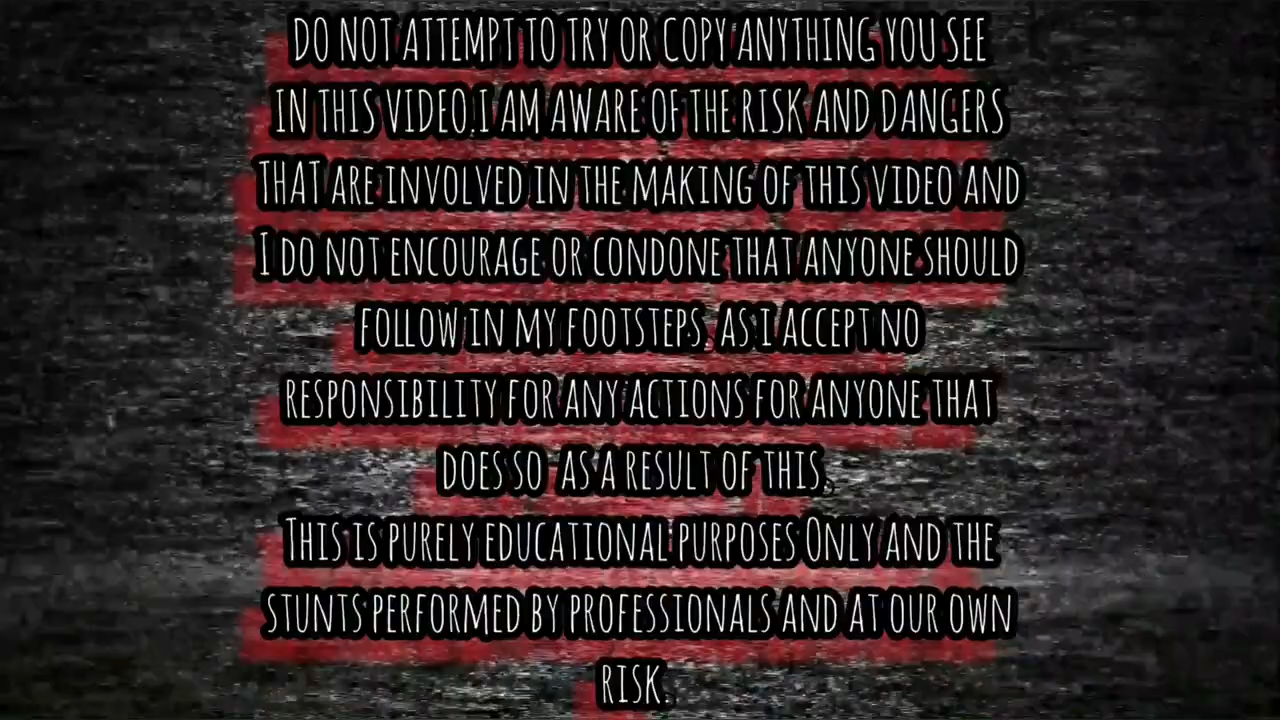 DO NOT ATTEMPT TO TRY OR COPY ANYTHING YOU SEE
IN THIS VIDEO,I AM AWARE OF THE RISK AND DANGERS
THAT ARE INVOLVED IN THE MAKING OF THIS VIDEO AND
I DO NOT ENCOURAGE OR CONDONE THAT ANYONE SHOULD
FOLLOW IN MY FOOTSTEPS, AS I ACCEPT NO
RESPONSIBILITY FOR ANY ACTIONS FOR ANYONE THAT
DOES SO AS A RESULT OF THIS.
THIS IS PURELY EDUCATIONAL PURPOSES ONLY AND THE
STUNTS PERFORMED BY PROFESSIONALS AND AT OUR OWN
RISK.